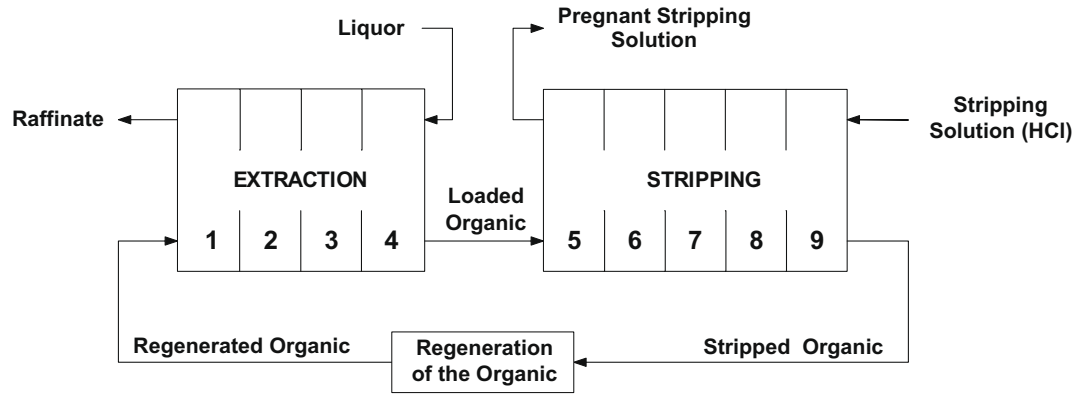 Liquor
Pregnant Stripping
Solution
Raffinate
Stripping
Solution (HCl)
EXTRACTION
STRIPPING
Loaded
Organic
1 2 3 4
5 6 7 8 9
Regenerated Organic
Regeneration
of the Organic
Stripped Organic